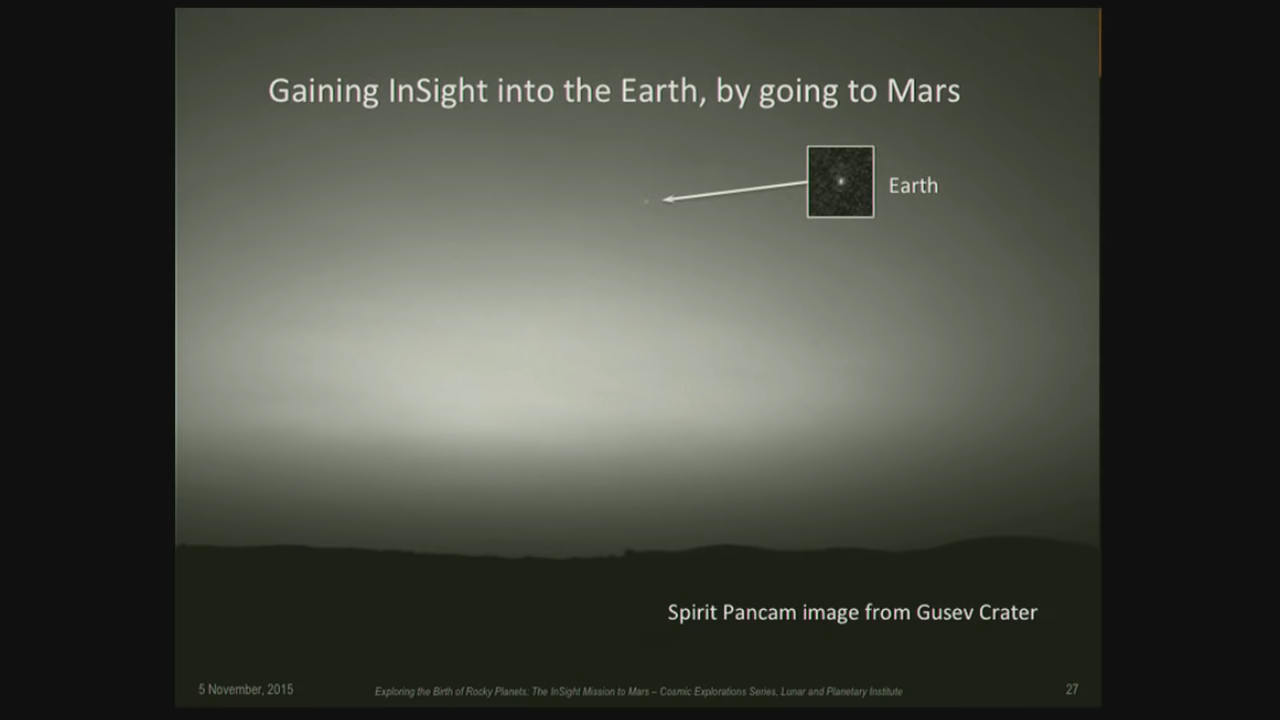 Gaining InSight into the Earth, by going to Mars
Earth
Spirit Pancam image from Gusev Crater
5 November, 2015
Exploring the Birth of Rocky Planets: The InSight Mission to Mars – Cosmic Explorations Series, Lunar and Planetary Institute
27